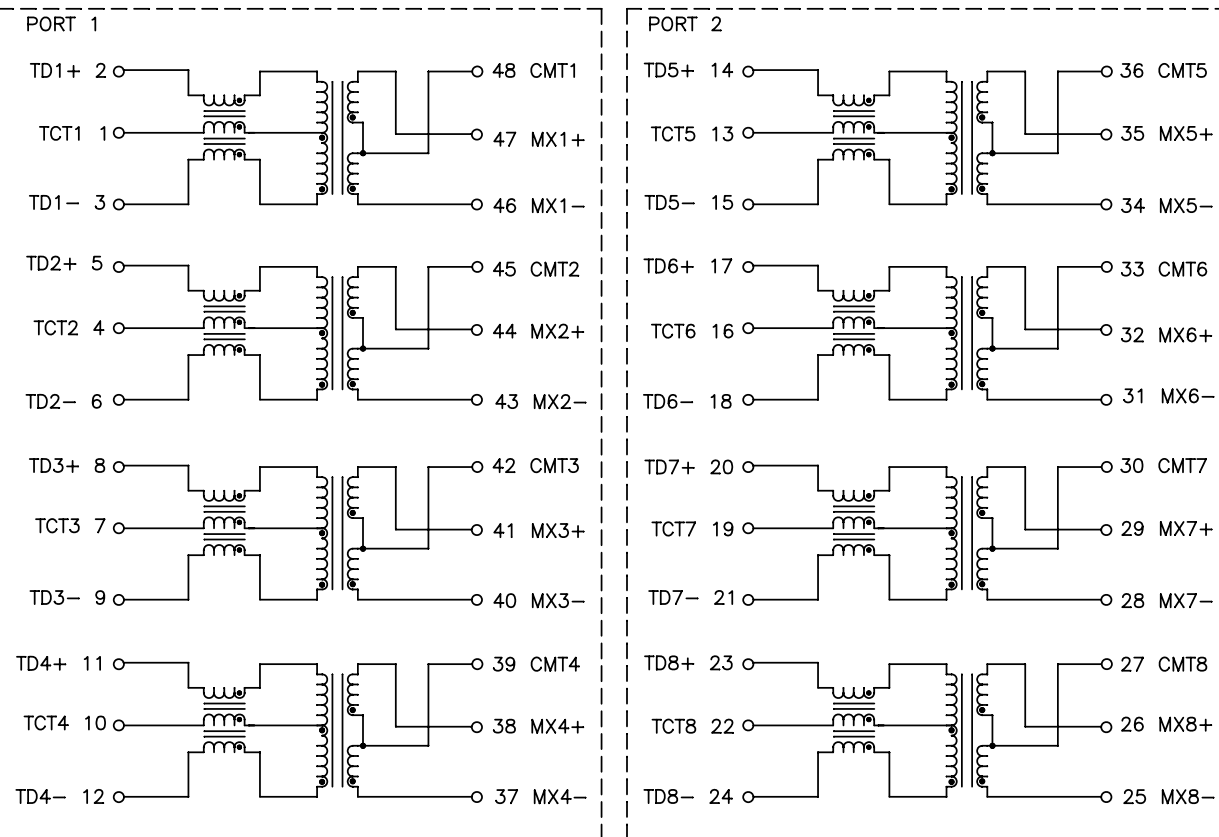 PORT 1
TD1+ 2
48 CMT1
TCT1 1
47 MX1+
TD1− 3
46 MX1−
TD2+ 5
45 CMT2
TCT2 4
44 MX2+
TD2− 6
43 MX2−
TD3+ 8
42 CMT3
TCT3 7
41 MX3+
TD3− 9
40 MX3−
TD4+ 11
39 CMT4
TCT4 10
38 MX4+
TD4− 12
37 MX4−
PORT 2
TD5+ 14
36 CMT5
TCT5 13
35 MX5+
TD5− 15
34 MX5−
TD6+ 17
33 CMT6
TCT6 16
32 MX6+
TD6− 18
31 MX6−
TD7+ 20
30 CMT7
TCT7 19
29 MX7+
TD7− 21
28 MX7−
TD8+ 23
27 CMT8
TCT8 22
26 MX8+
TD8− 24
25 MX8−